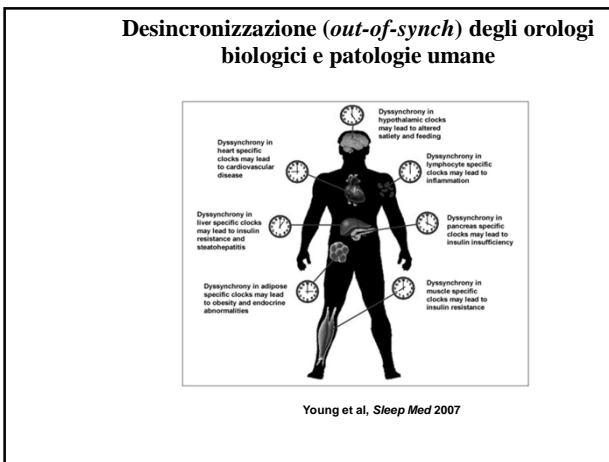 Desincronizzazione (out-of-synch) degli orologi
biologici e patologie umane
Dyssynchrony in
hypothalamic clocks
may lead to altered
satiety and feeding
Dyssynchrony in
heart specific
clocks may lead
to cardiovascular
disease
Dyssynchrony in
lymphocyte specific
clocks may lead to
inflammation
Dyssynchrony in
liver specific clocks
may lead to insulin
resistance and
steatohepatitis
Dyssynchrony in
pancreas specific
clocks may lead to
insulin insufficiency
Dyssynchrony in adipose
specific clocks may lead
to obesity and endocrine
abnormalities
Dyssynchrony in
muscle specific
clocks may lead to
insulin resistance
Young et al, Sleep Med 2007